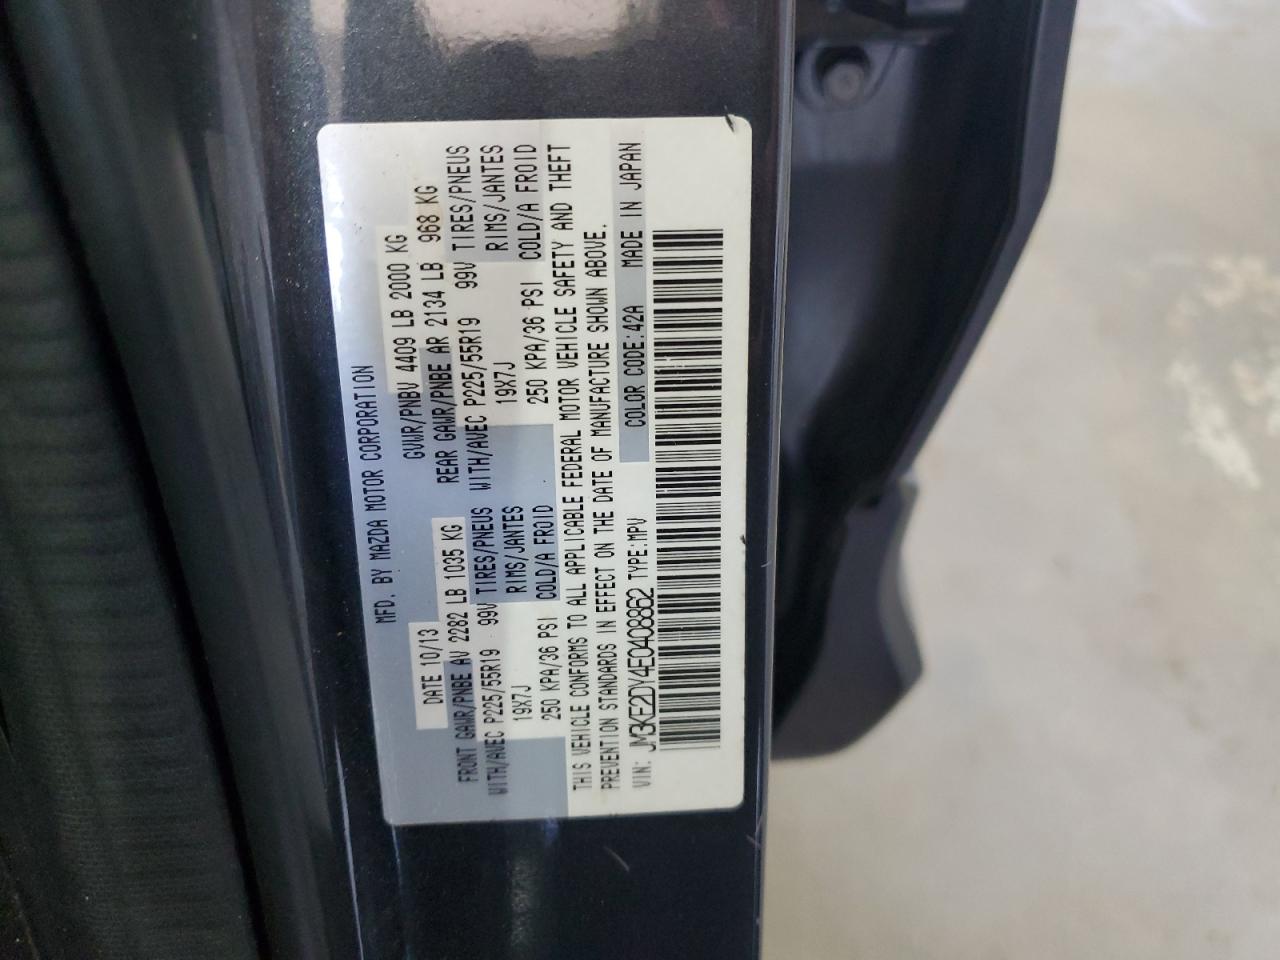 MFD. BY MAZDA MOTOR CORPORATION
DATE 10/13 GVWR/PNBV 4409 LB 2000 KG
FRONT GAWR/PNBE AV 2282 LB 1035 KG REAR GAWR/PNBE AR 2134 LB 968 KG
WITH/AVEC P225/55R19 99V TIRES/PNEUS WITH/AVEC P225/55R19 99V TIRES/PNEUS
19X7J RIMS/JANTES 19X7J RIMS/JANTES
250 KPA/36 PSI COLD/A FROID 250 KPA/36 PSI COLD/A FROID
THIS VEHICLE CONFORMS TO ALL APPLICABLE FEDERAL MOTOR VEHICLE SAFETY AND THEFT
PREVENTION STANDARDS IN EFFECT ON THE DATE OF MANUFACTURE SHOWN ABOVE.
VIN: JM3KE2DY4E0408862 TYPE:MPV COLOR CODE:42A MADE IN JAPAN